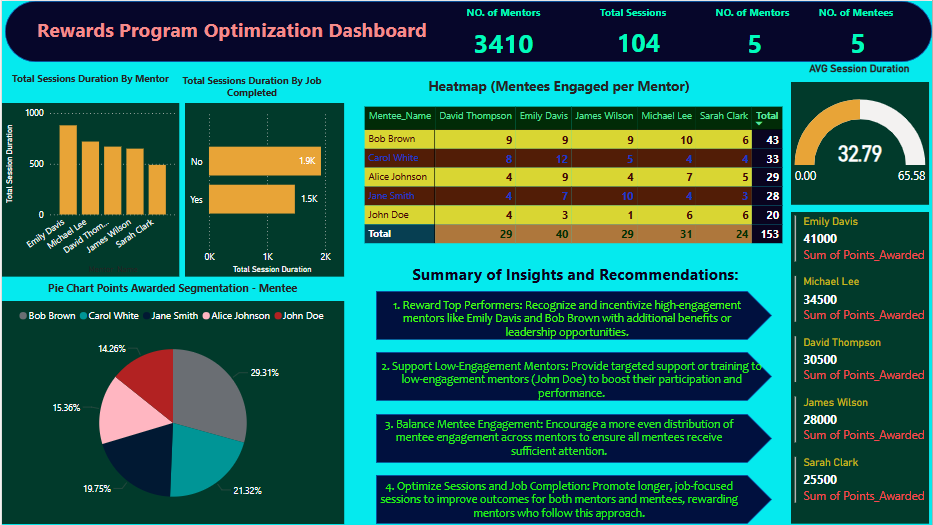 Rewards Program Optimization Dashboard
NO. of Mentors
3410
Total Sessions
104
NO. of Mentors
5
NO. of Mentees
5
Total Sessions Duration By Mentor
Total Session Duration
1000
500
0
Emily Davis
Michael Lee
David Thom...
James Wilson
Sarah Clark
Total Sessions Duration By Job
Completed
No
1.9K
Yes
1.5K
0K 1K 2K
Total Session Duration
Heatmap (Mentees Engaged per Mentor)
Mentee_Name David Thompson Emily Davis James Wilson Michael Lee Sarah Clark Total
Bob Brown 9 9 9 10 6 43
Carol White 8 12 5 4 4 33
Alice Johnson 4 9 4 7 5 29
Jane Smith 4 7 10 4 3 28
John Doe 4 3 1 6 6 20
Total 29 40 29 31 24 153
AVG Session Duration
32.79
0.00 65.58
Pie Chart Points Awarded Segmentation - Mentee
Bob Brown Carol White Jane Smith Alice Johnson John Doe
14.26%
29.31%
15.36%
19.75%
21.32%
Summary of Insights and Recommendations:
1. Reward Top Performers: Recognize and incentivize high-engagement
mentors like Emily Davis and Bob Brown with additional benefits or
leadership opportunities.
2. Support Low-Engagement Mentors: Provide targeted support or training to
low-engagement mentors (John Doe) to boost their participation and
performance.
3. Balance Mentee Engagement: Encourage a more even distribution of
mentee engagement across mentors to ensure all mentees receive
sufficient attention.
4. Optimize Sessions and Job Completion: Promote longer, job-focused
sessions to improve outcomes for both mentors and mentees, rewarding
mentors who follow this approach.
Emily Davis
41000
Sum of Points_Awarded
Michael Lee
34500
Sum of Points_Awarded
David Thompson
30500
Sum of Points_Awarded
James Wilson
28000
Sum of Points_Awarded
Sarah Clark
25500
Sum of Points_Awarded